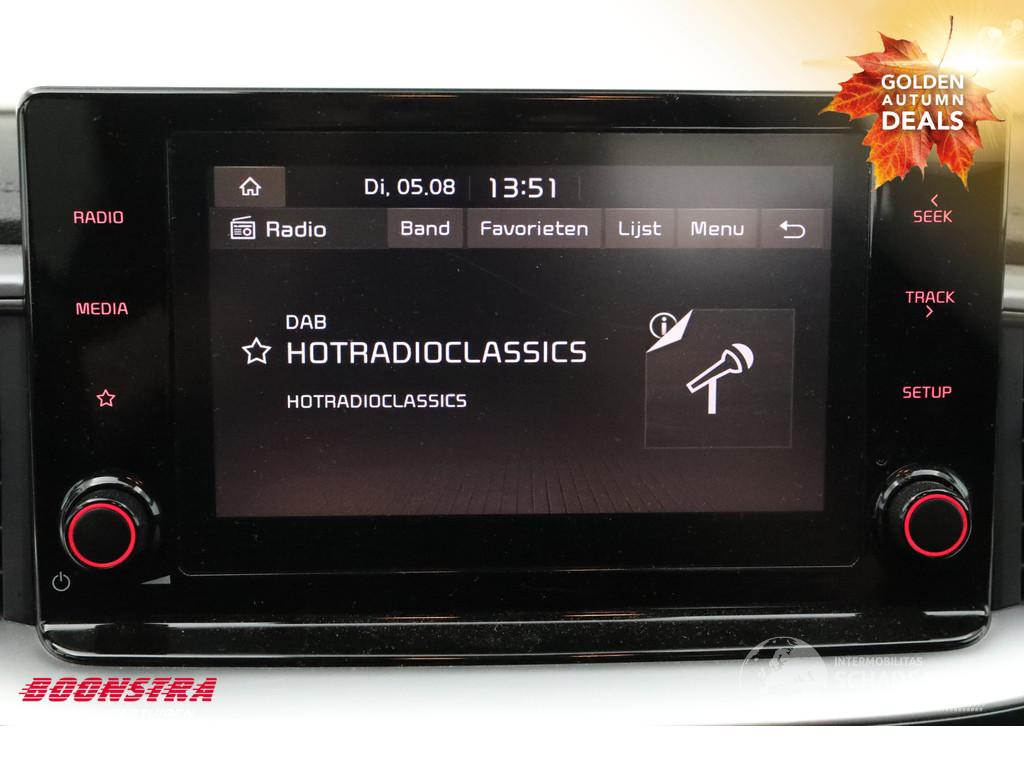 GOLDEN
AUTUMN
DEALS
Di, 05.08 13:51
Radio Band Favorieten Lijst Menu
RADIO
MEDIA
SEEK
TRACK
SETUP
DAB
HOTRADIOCLASSICS
HOTRADIOCLASSICS
BOONSTRA
INTERMOBILITAS